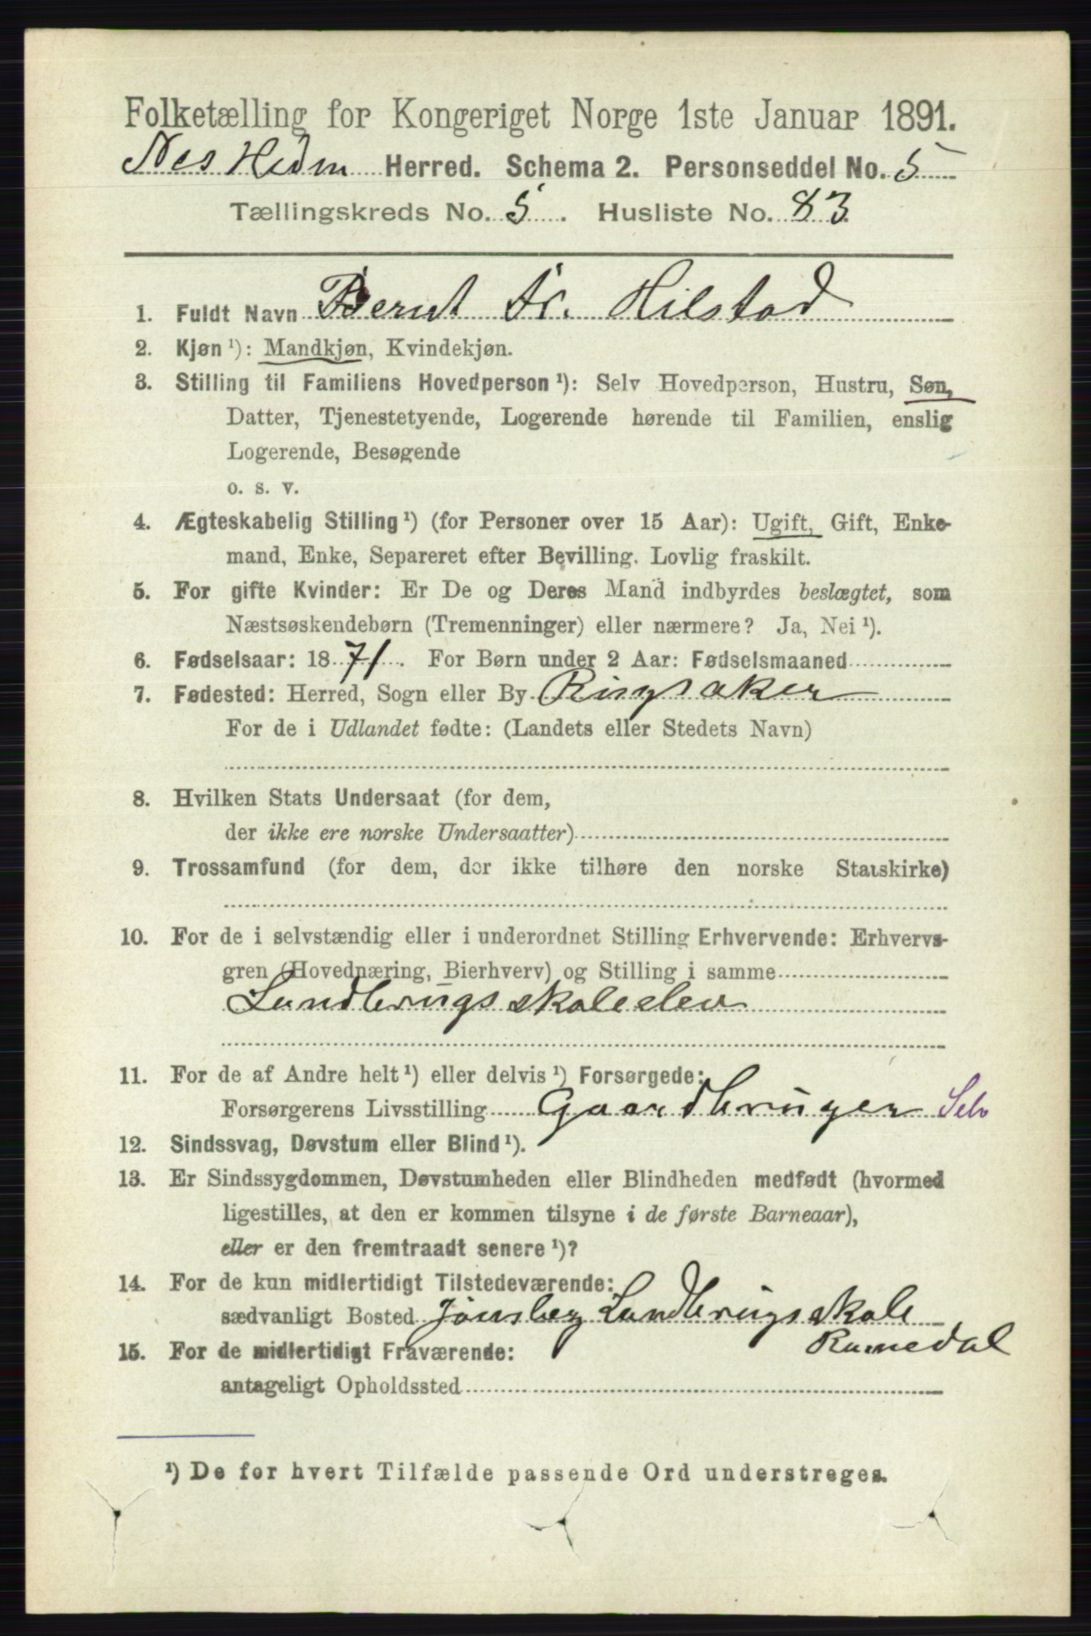 Folketælling for Kongeriget Norge 1ste Januar 1891.
Nes Hedm Herred. Schema 2. Personseddel No. 5
Tællingskreds No. 5. Husliste No. 83
1. Fuldt Navn Bernt Fr. Hilstad
2. Kjøn ¹): Mandkjøn, Kvindekjøn.
3. Stilling til Familiens Hovedperson ¹): Selv Hovedperson, Hustru, Søn,
Datter, Tjenestetyende, Logerende hørende til Familien, enslig
Logerende, Besøgende
o. s. v.
4. Ægteskabelig Stilling ¹) (for Personer over 15 Aar): Ugift, Gift, Enke-
mand, Enke, Separeret efter Bevilling. Lovlig fraskilt.
5. For gifte Kvinder: Er De og Deres Mand indbyrdes beslægtet, som
Næstsøskendebørn (Tremenninger) eller nærmere? Ja, Nei ¹).
6. Fødselsaar: 1871. For Børn under 2 Aar: Fødselsmaaned
7. Fødested: Herred, Sogn eller By Ringsaker
For de i Udlandet fødte: (Landets eller Stedets Navn)
8. Hvilken Stats Undersaat (for dem,
der ikke ere norske Undersaatter)
9. Trossamfund (for dem, der ikke tilhøre den norske Statskirke)
10. For de i selvstændig eller i underordnet Stilling Erhvervende: Erhvervs-
gren (Hovednæring, Bierhverv) og Stilling i samme
Landbrugsskoleelev
11. For de af Andre helt ¹) eller delvis ¹) Forsørgede:
Forsørgerens Livsstilling Gaardbruger Selv
12. Sindssvag, Døvstum eller Blind ¹).
13. Er Sindssygdommen, Døvstumheden eller Blindheden medfødt (hvormed
ligestilles, at den er kommen tilsyne i de første Barneaar),
eller er den fremtraadt senere ¹)?
14. For de kun midlertidigt Tilstedeværende:
sædvanligt Bosted Jønsberg Landbrugsskole
Romedal
15. For de midlertidigt Fraværende:
antageligt Opholdssted
¹) De for hvert Tilfælde passende Ord understreges.